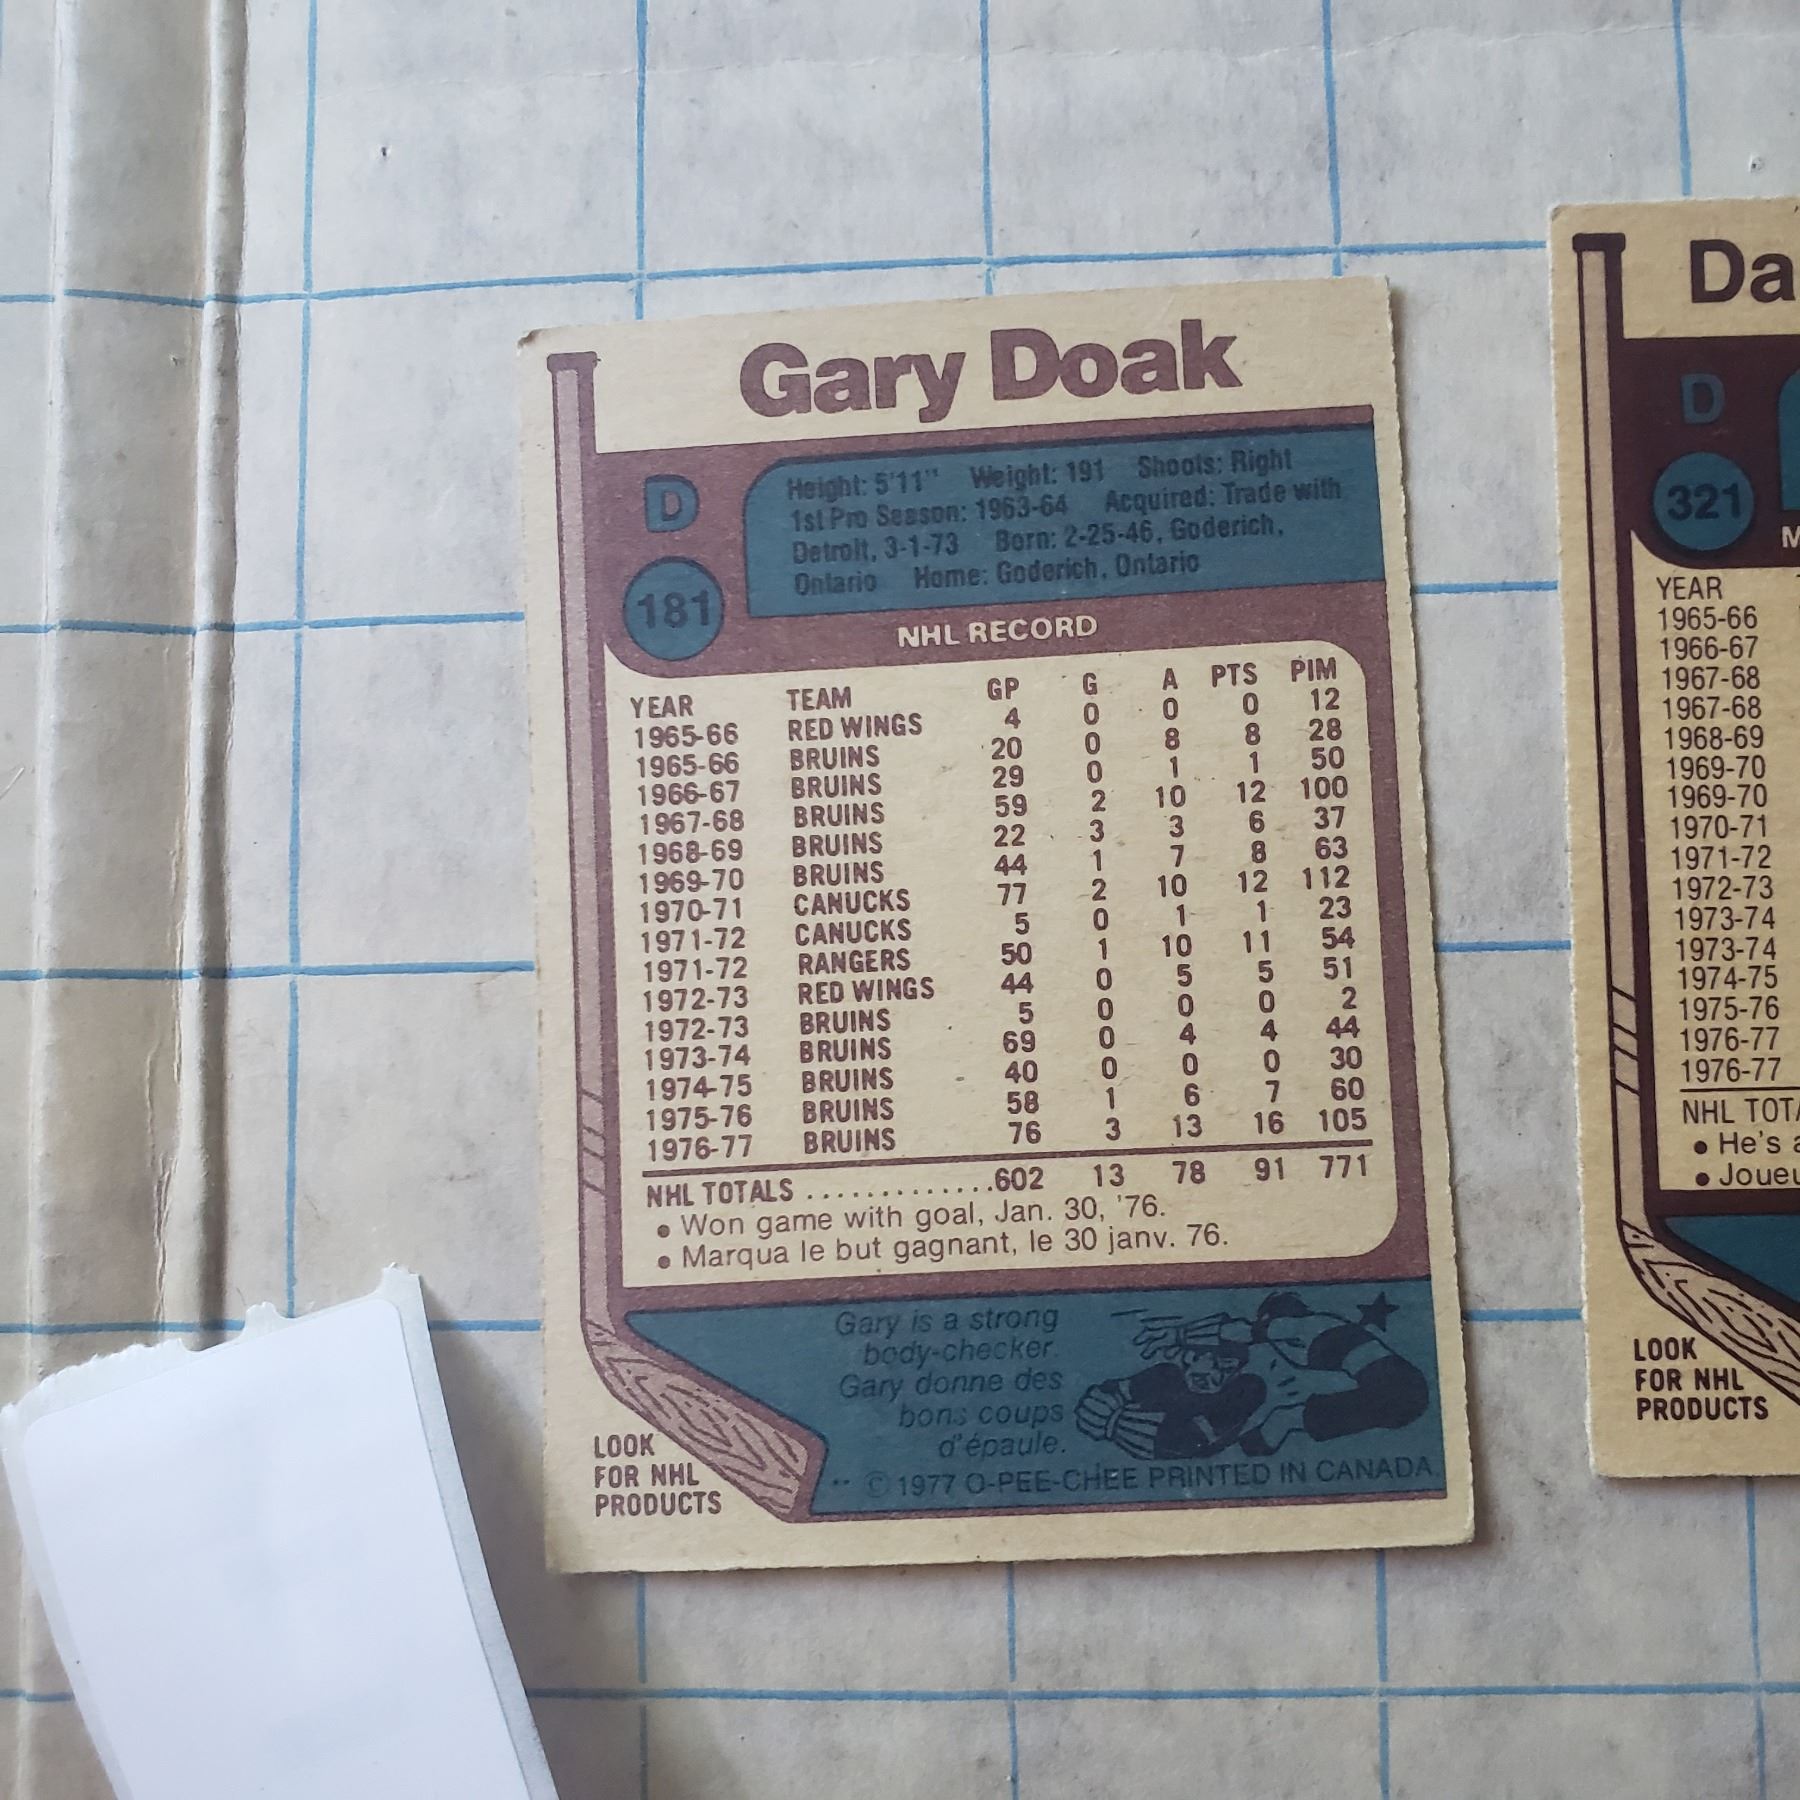 Gary Doak
D
Height: 5'11" Weight: 191 Shoots: Right
1st Pro Season: 1963-64 Acquired: Trade with
Detroit, 3-1-73 Born: 2-25-46, Goderich,
Ontario Home: Goderich, Ontario
181
NHL RECORD
YEAR TEAM GP G A PTS PIM
1965-66 RED WINGS 4 0 0 0 12
1965-66 BRUINS 20 0 8 8 28
1966-67 BRUINS 29 0 1 1 50
1967-68 BRUINS 59 2 10 12 100
1968-69 BRUINS 22 3 3 6 37
1969-70 BRUINS 44 1 7 8 63
1970-71 CANUCKS 77 2 10 12 112
1971-72 CANUCKS 5 0 1 1 23
1971-72 RANGERS 50 1 10 11 54
1972-73 RED WINGS 44 0 5 5 51
1972-73 BRUINS 5 0 0 0 2
1973-74 BRUINS 69 0 4 4 44
1974-75 BRUINS 40 0 0 0 30
1975-76 BRUINS 58 1 6 7 60
1976-77 BRUINS 76 3 13 16 105
NHL TOTALS .............602 13 78 91 771
• Won game with goal, Jan. 30, '76.
• Marqua le but gagnant, le 30 janv. 76.
Gary is a strong
body-checker.
Gary donne des
bons coups
d'épaule.
LOOK
FOR NHL
PRODUCTS
© 1977 O-PEE-CHEE PRINTED IN CANADA
Da
D
321
M
YEAR
1965-66
1966-67
1967-68
1967-68
1968-69
1969-70
1969-70
1970-71
1971-72
1972-73
1973-74
1973-74
1974-75
1975-76
1976-77
1976-77
NHL TOTA
• He's a
• Joueu
LOOK
FOR NHL
PRODUCTS